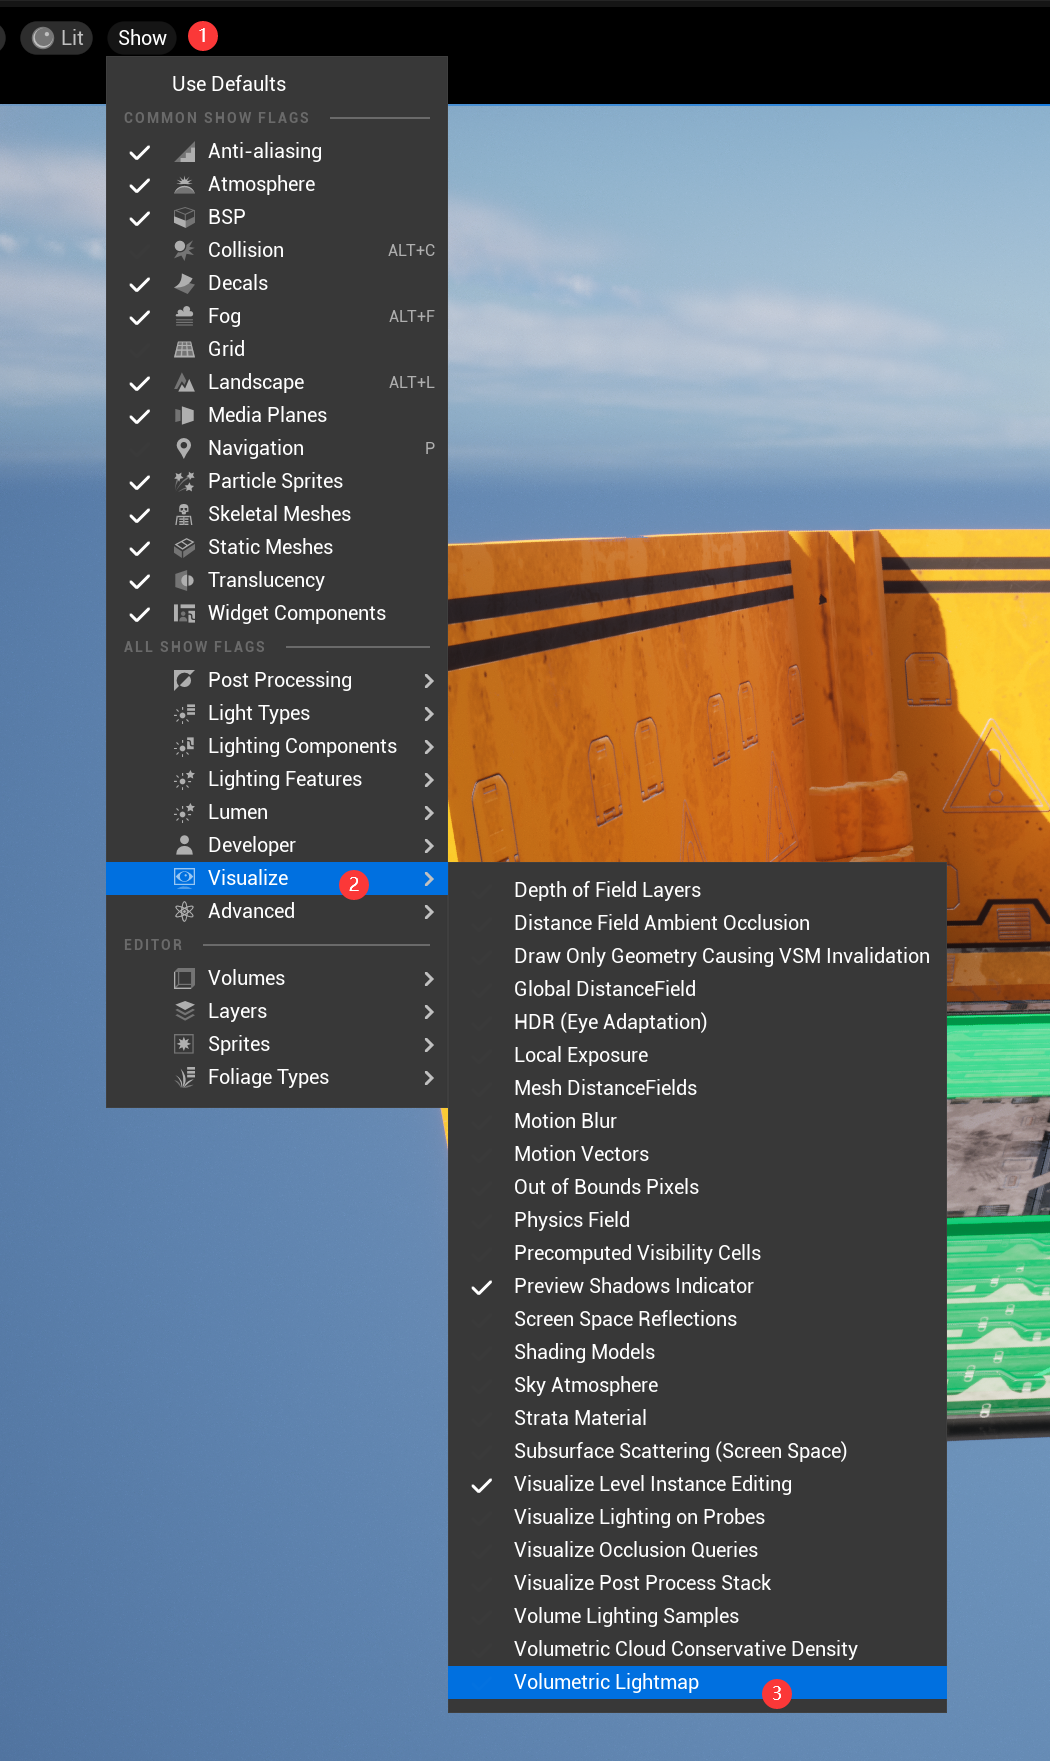 Lit
Show
1
Use Defaults
COMMON SHOW FLAGS
Anti-aliasing
Atmosphere
BSP
Collision ALT+C
Decals
Fog ALT+F
Grid
Landscape ALT+L
Media Planes
Navigation P
Particle Sprites
Skeletal Meshes
Static Meshes
Translucency
Widget Components
ALL SHOW FLAGS
Post Processing
Light Types
Lighting Components
Lighting Features
Lumen
Developer
Visualize 2
Advanced
EDITOR
Volumes
Layers
Sprites
Foliage Types
Depth of Field Layers
Distance Field Ambient Occlusion
Draw Only Geometry Causing VSM Invalidation
Global DistanceField
HDR (Eye Adaptation)
Local Exposure
Mesh DistanceFields
Motion Blur
Motion Vectors
Out of Bounds Pixels
Physics Field
Precomputed Visibility Cells
Preview Shadows Indicator
Screen Space Reflections
Shading Models
Sky Atmosphere
Strata Material
Subsurface Scattering (Screen Space)
Visualize Level Instance Editing
Visualize Lighting on Probes
Visualize Occlusion Queries
Visualize Post Process Stack
Volume Lighting Samples
Volumetric Cloud Conservative Density
Volumetric Lightmap 3